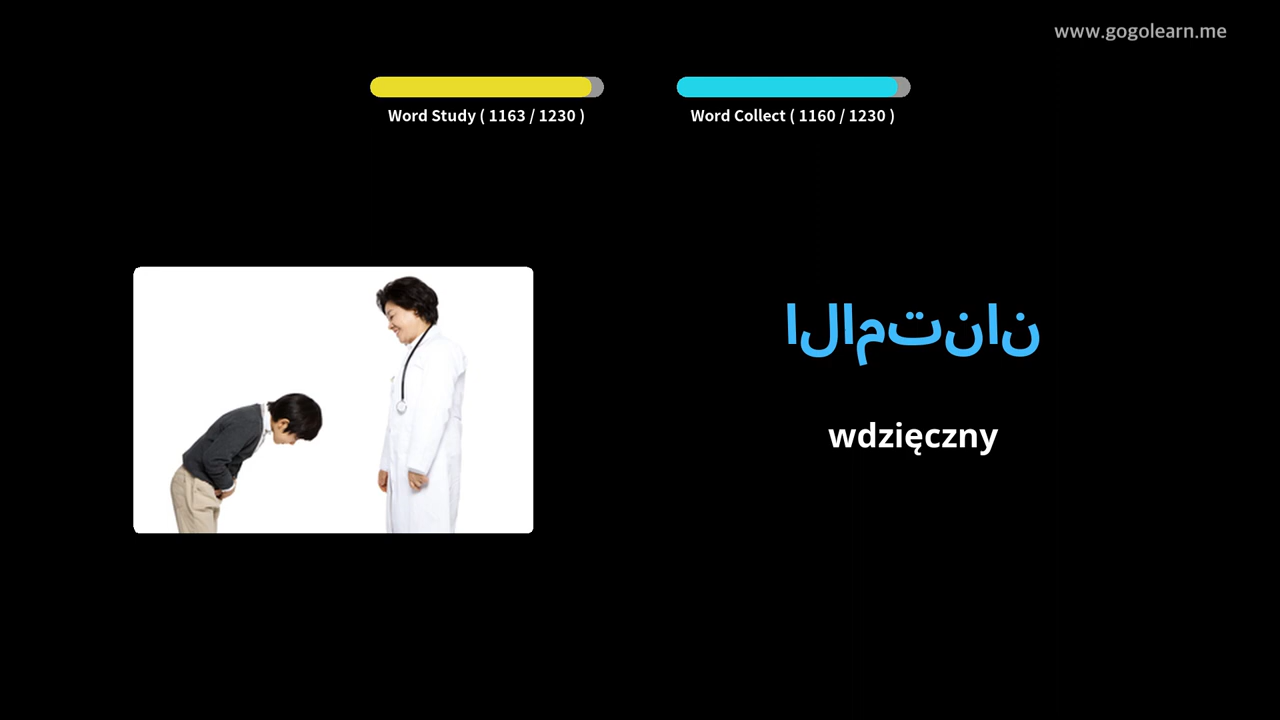 www.gogolearn.me
Word Study ( 1163 / 1230 )
Word Collect ( 1160 / 1230 )
الامتنان
wdzięczny